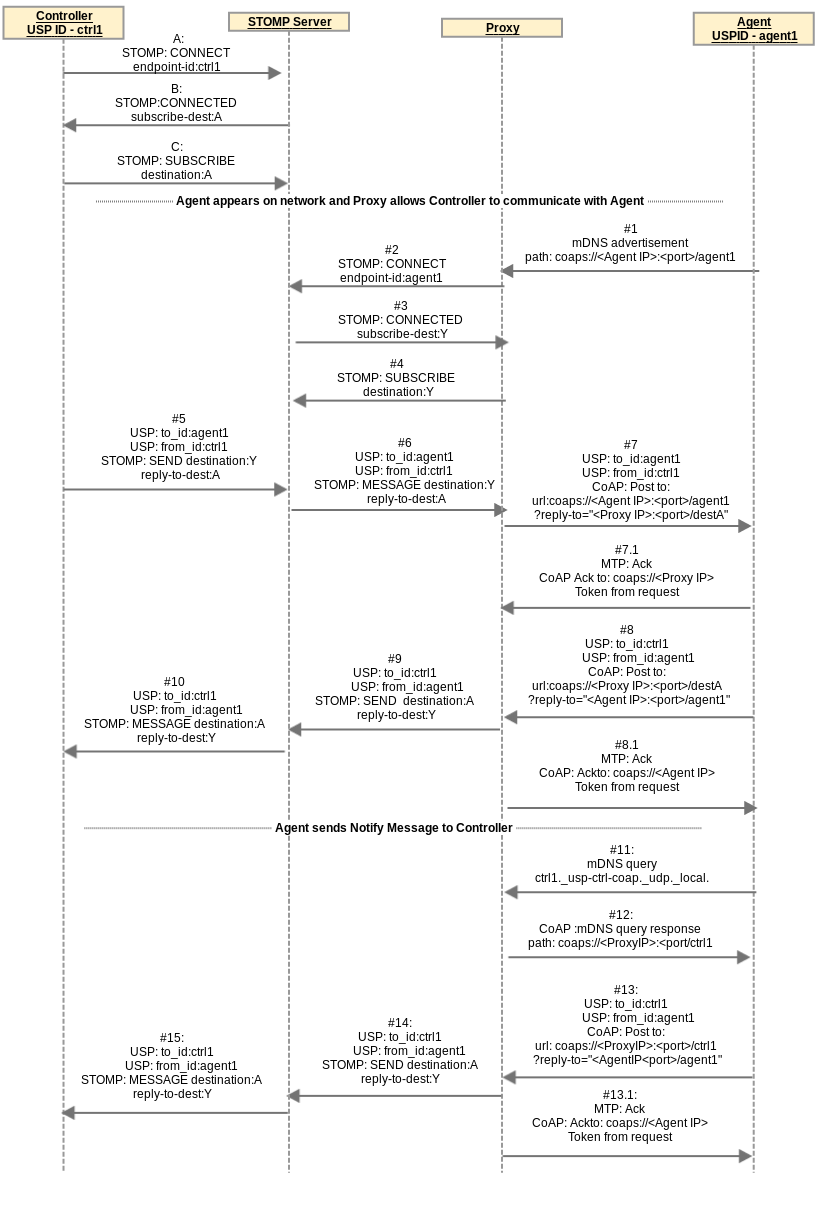 Controller
USP ID - ctrl1
STOMP Server
Proxy
Agent
USPID - agent1
A:
STOMP: CONNECT
endpoint-id:ctrl1
B:
STOMP:CONNECTED
subscribe-dest:A
C:
STOMP: SUBSCRIBE
destination:A
Agent appears on network and Proxy allows Controller to communicate with Agent
#1
mDNS advertisement
path: coaps://<Agent IP>:<port>/agent1
#2
STOMP: CONNECT
endpoint-id:agent1
#3
STOMP: CONNECTED
subscribe-dest:Y
#4
STOMP: SUBSCRIBE
destination:Y
#5
USP: to_id:agent1
USP: from_id:ctrl1
STOMP: SEND destination:Y
reply-to-dest:A
#6
USP: to_id:agent1
USP: from_id:ctrl1
STOMP: MESSAGE destination:Y
reply-to-dest:A
#7
USP: to_id:agent1
USP: from_id:ctrl1
CoAP: Post to:
url:coaps://<Agent IP>:<port>/agent1
?reply-to="<Proxy IP>:<port>/destA"
#7.1
MTP: Ack
CoAP Ack to: coaps://<Proxy IP>
Token from request
#8
USP: to_id:ctrl1
USP: from_id:agent1
CoAP: Post to:
url:coaps://<Proxy IP>:<port>/destA
?reply-to="<Agent IP>:<port>/agent1"
#9
USP: to_id:ctrl1
USP: from_id:agent1
STOMP: SEND  destination:A
reply-to-dest:Y
#10
USP: to_id:ctrl1
USP: from_id:agent1
STOMP: MESSAGE destination:A
reply-to-dest:Y
#8.1
MTP: Ack
CoAP: Ackto: coaps://<Agent IP>
Token from request
Agent sends Notify Message to Controller
#11:
mDNS query
ctrl1._usp-ctrl-coap._udp._local.
#12:
CoAP :mDNS query response
path: coaps://<ProxyIP>:<port/ctrl1
#13:
USP: to_id:ctrl1
USP: from_id:agent1
CoAP: Post to:
url: coaps://<ProxyIP>:<port>/ctrl1
?reply-to="<AgentIP<port>/agent1"
#14:
USP: to_id:ctrl1
USP: from_id:agent1
STOMP: SEND destination:A
reply-to-dest:Y
#15:
USP: to_id:ctrl1
USP: from_id:agent1
STOMP: MESSAGE destination:A
reply-to-dest:Y
#13.1:
MTP: Ack
CoAP: Ackto: coaps://<Agent IP>
Token from request